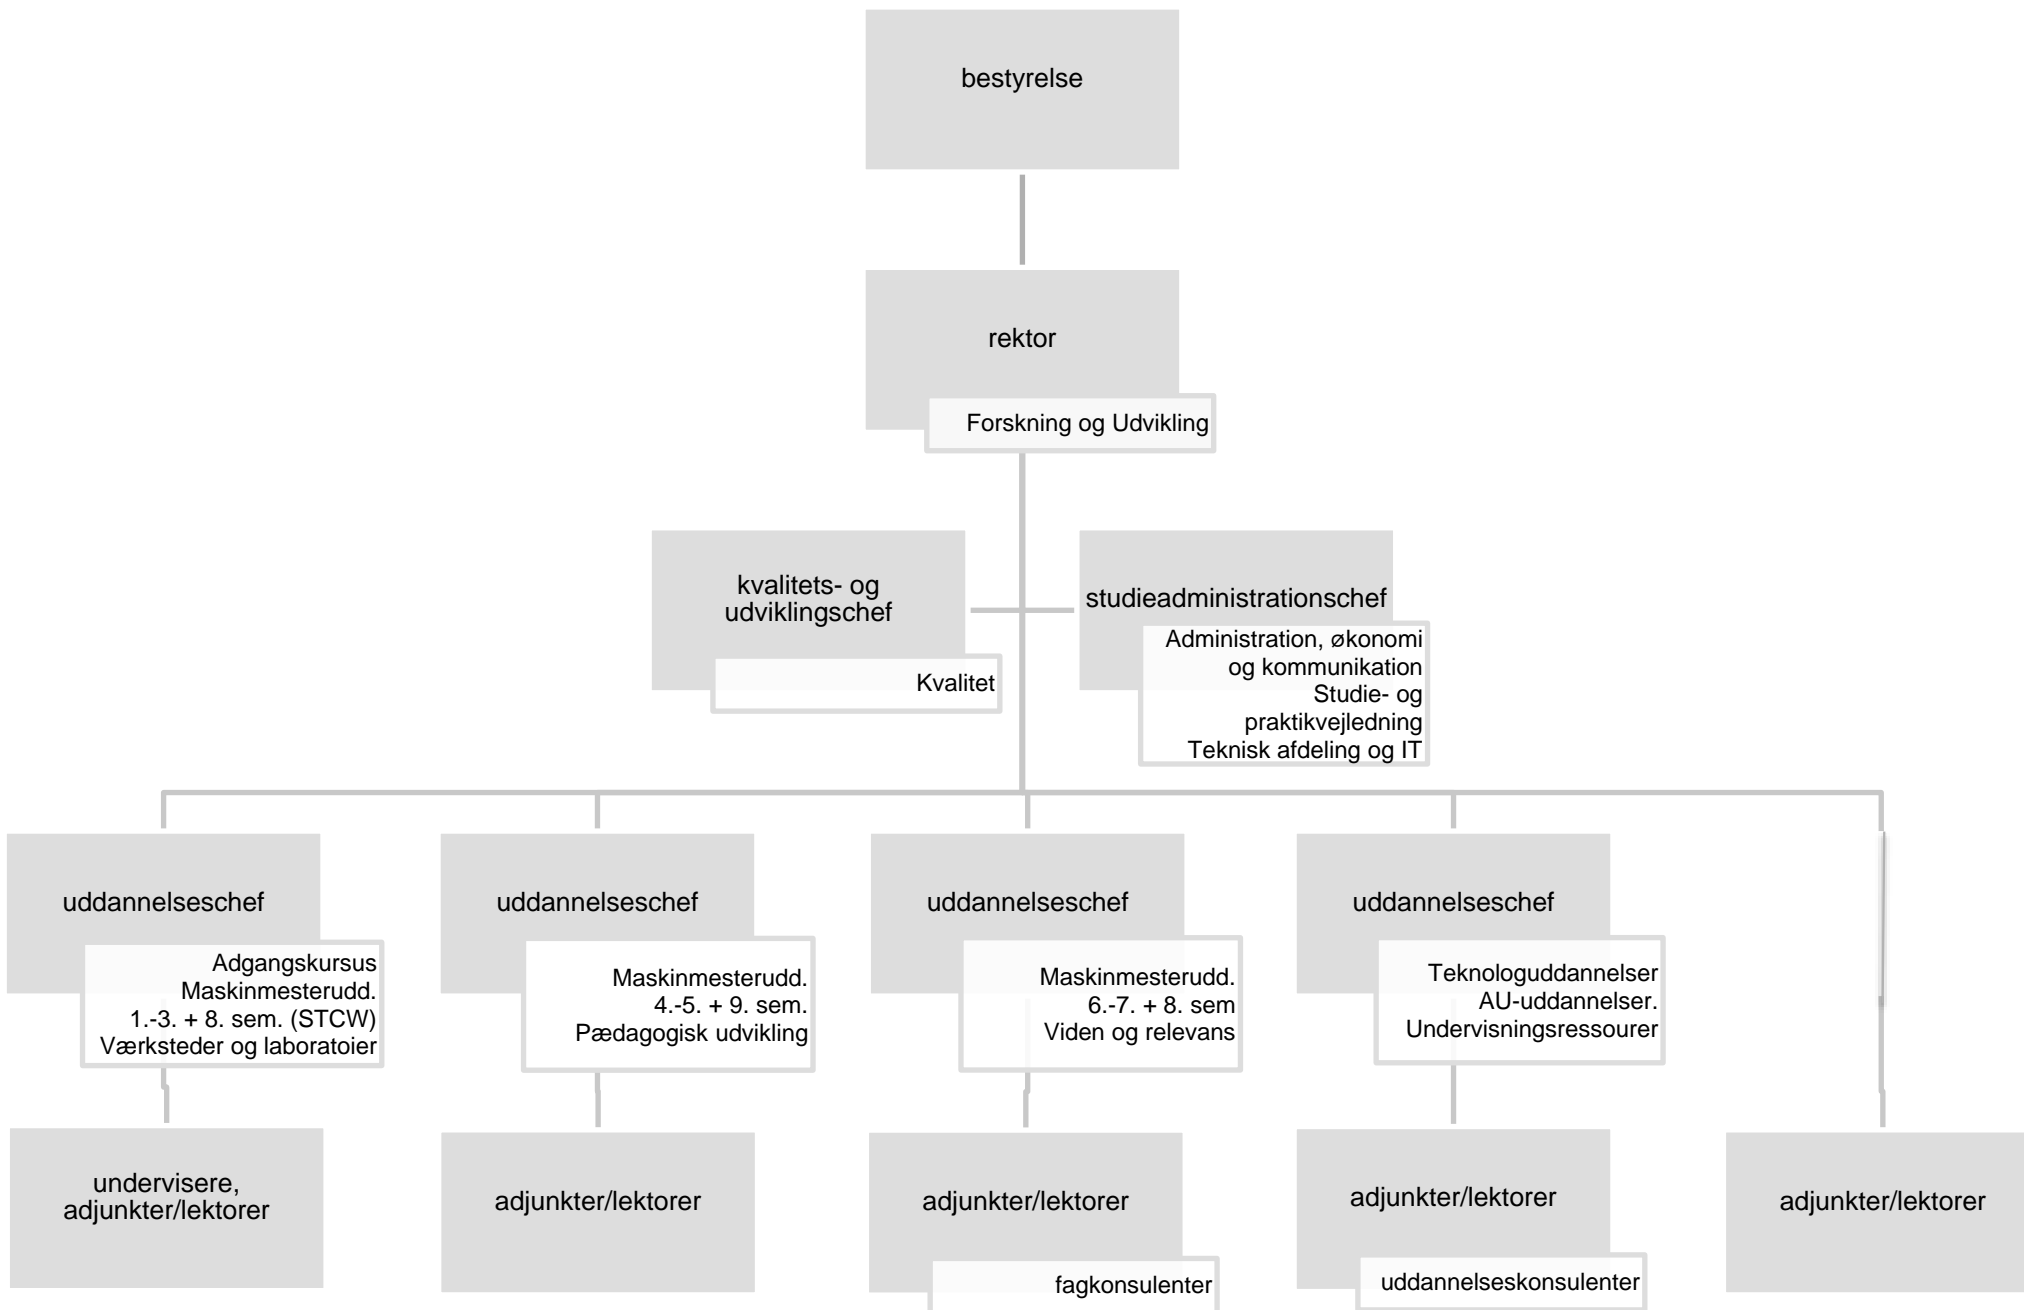 bestyrelse
rektor
Forskning og Udvikling
kvalitets- og
udviklingschef
Kvalitet
studieadministrationschef
Administration, økonomi
og kommunikation
Studie- og
praktikvejledning
Teknisk afdeling og IT
uddannelseschef
Adgangskursus
Maskinmesterudd.
1.-3. + 8. sem. (STCW)
Værksteder og laboratoier
uddannelseschef
Maskinmesterudd.
4.-5. + 9. sem.
Pædagogisk udvikling
uddannelseschef
Maskinmesterudd.
6.-7. + 8. sem
Viden og relevans
uddannelseschef
Teknologuddannelser
AU-uddannelser.
Undervisningsressourer
undervisere,
adjunkter/lektorer
adjunkter/lektorer
adjunkter/lektorer
fagkonsulenter
adjunkter/lektorer
uddannelseskonsulenter
adjunkter/lektorer